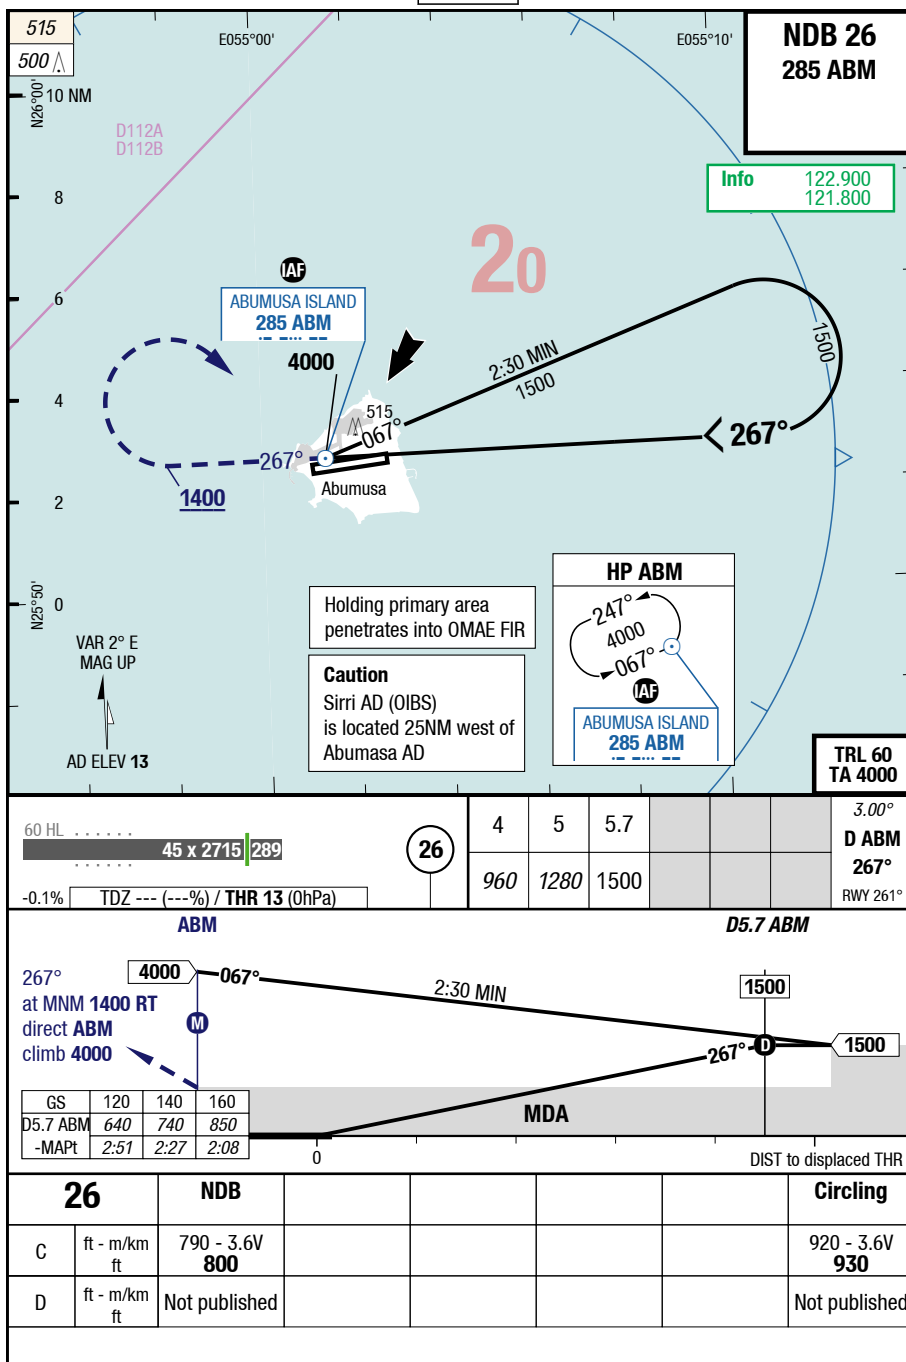 515
500
E055°00'
E055°10'
NDB 26
285 ABM
N26°00'
10 NM
D112A
D112B
Info 122.900
121.800
8
20
IAF
6
ABUMUSA ISLAND
285 ABM
4000
2:30 MIN
1500
1500
4
515
067°
267°
267°
1400
Abumusa
2
N25°50'
0
HP ABM
247°
4000
067°
IAF
ABUMUSA ISLAND
285 ABM
Holding primary area
penetrates into OMAE FIR
Caution
Sirri AD (OIBS)
is located 25NM west of
Abumasa AD
VAR 2° E
MAG UP
AD ELEV 13
TRL 60
TA 4000
60 HL
45 x 2715 289
-0.1% TDZ --- (---%) / THR 13 (0hPa)
26
4 5 5.7
960 1280 1500
3.00°
D ABM
267°
RWY 261°
ABM
D5.7 ABM
4000
067°
2:30 MIN
1500
267°
at MNM 1400 RT
direct ABM
climb 4000
M
267°
D
1500
MDA
GS 120 140 160
D5.7 ABM 640 740 850
-MAPt 2:51 2:27 2:08
0
DIST to displaced THR
26 NDB Circling
C ft - m/km 790 - 3.6V 920 - 3.6V
ft 800 930
D ft - m/km Not published Not published
ft